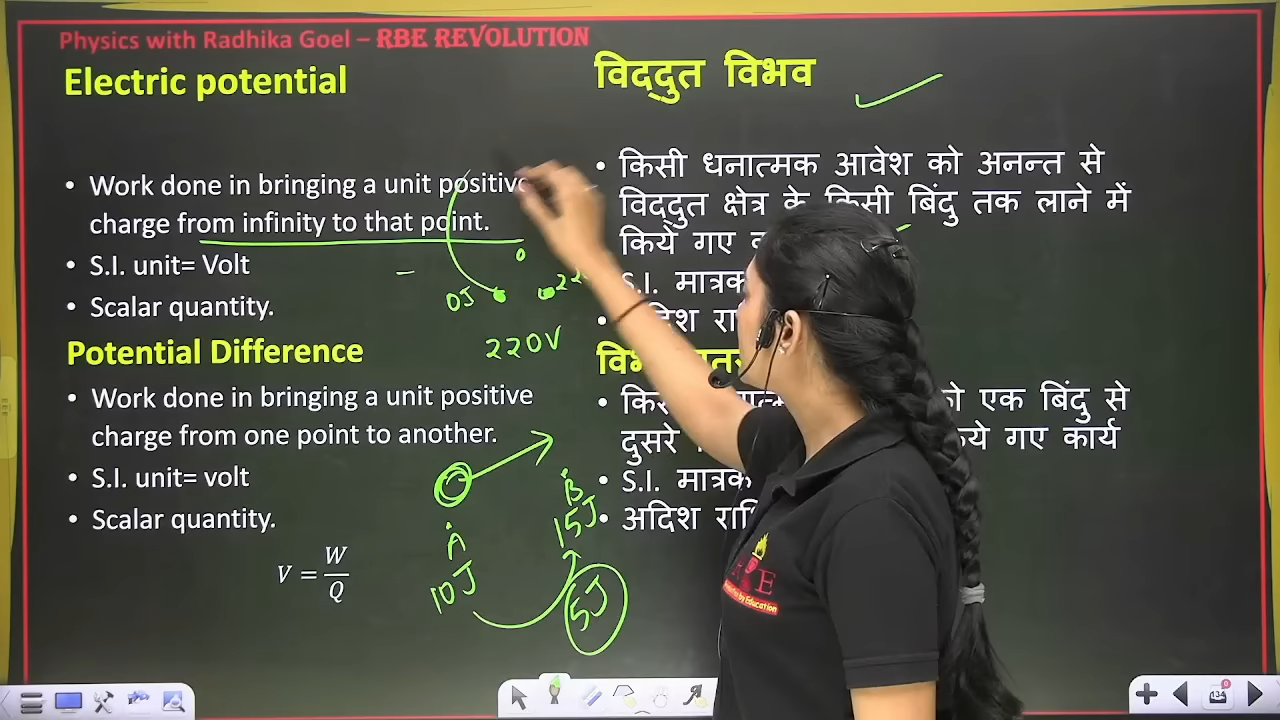 Physics with Radhika Goel – RBE REVOLUTION
Electric potential
Work done in bringing a unit positive
charge from infinity to that point.
S.I. unit= Volt
Scalar quantity.
Potential Difference
Work done in bringing a unit positive
charge from one point to another.
S.I. unit= volt
Scalar quantity.
V = W/Q
विद्दुत विभव
किसी धनात्मक आवेश को अनन्त से
विद्दुत क्षेत्र के किसी बिंदु तक लाने में
किये गए
S.I. मात्रक
को एक बिंदु से
दुसरे किये गए कार्य
S.I. मात्रक
अदिश
0J
220V
A
10J
B
15J
5J
134